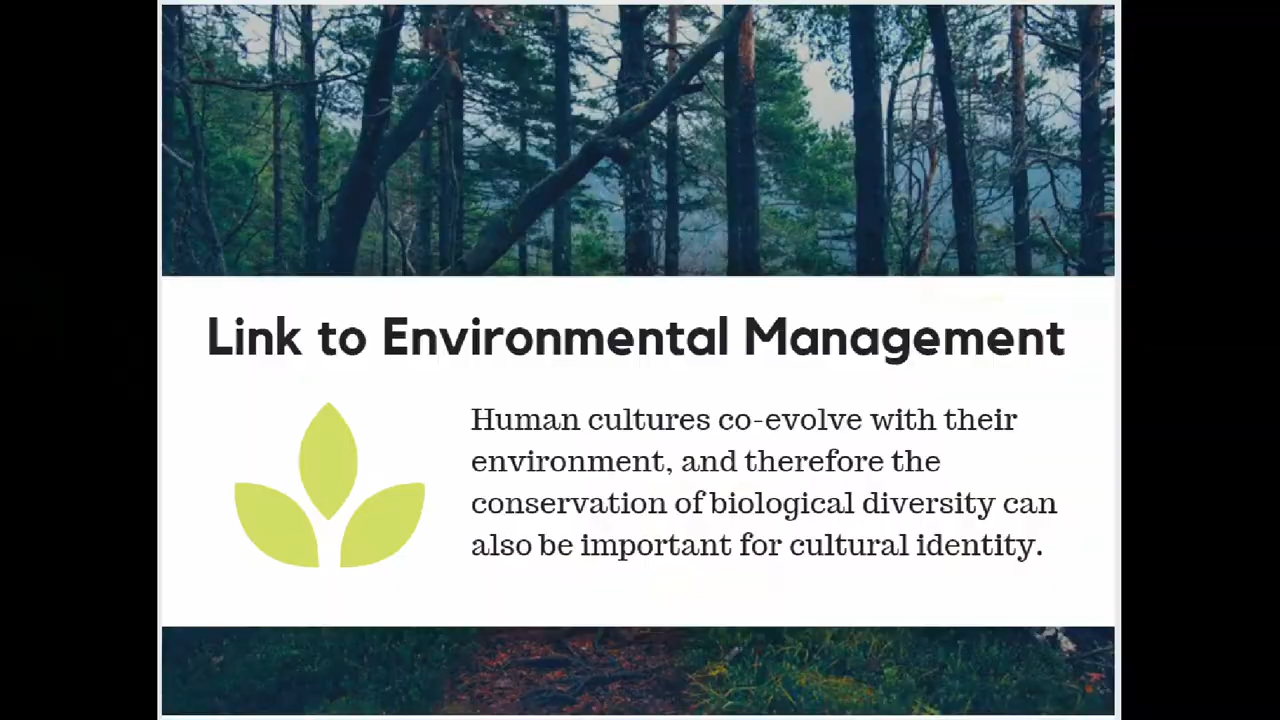 Link to Environmental Management
Human cultures co-evolve with their
environment, and therefore the
conservation of biological diversity can
also be important for cultural identity.